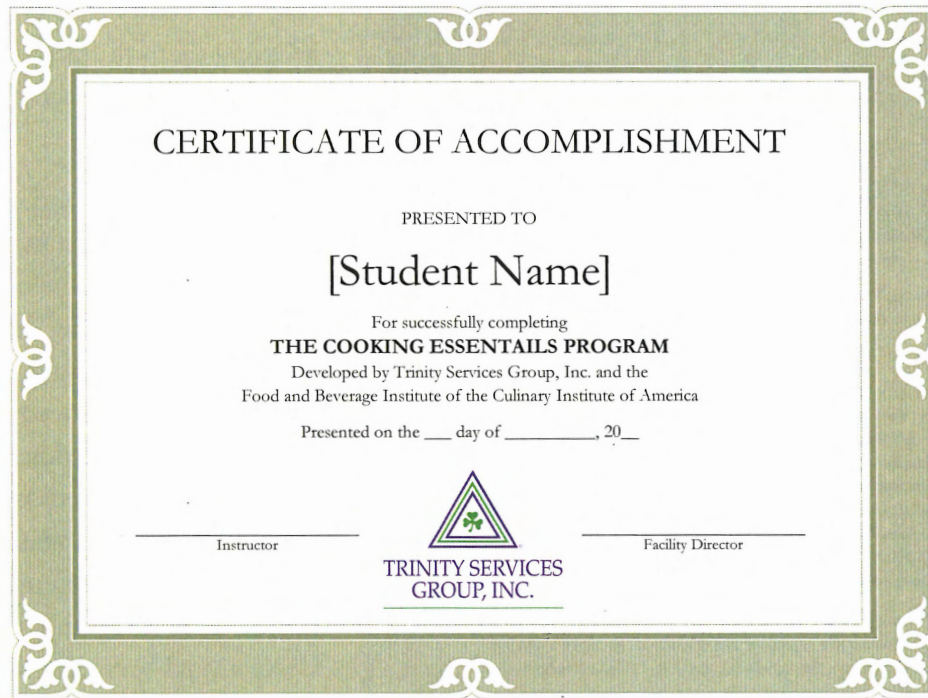 CERTIFICATE OF ACCOMPLISHMENT
PRESENTED TO
[Student Name]
For successfully completing
THE COOKING ESSENTAILS PROGRAM
Developed by Trinity Services Group, Inc. and the
Food and Beverage Institute of the Culinary Institute of America
Presented on the ___ day of __________, 20__
Instructor
Facility Director
TRINITY SERVICES
GROUP, INC.